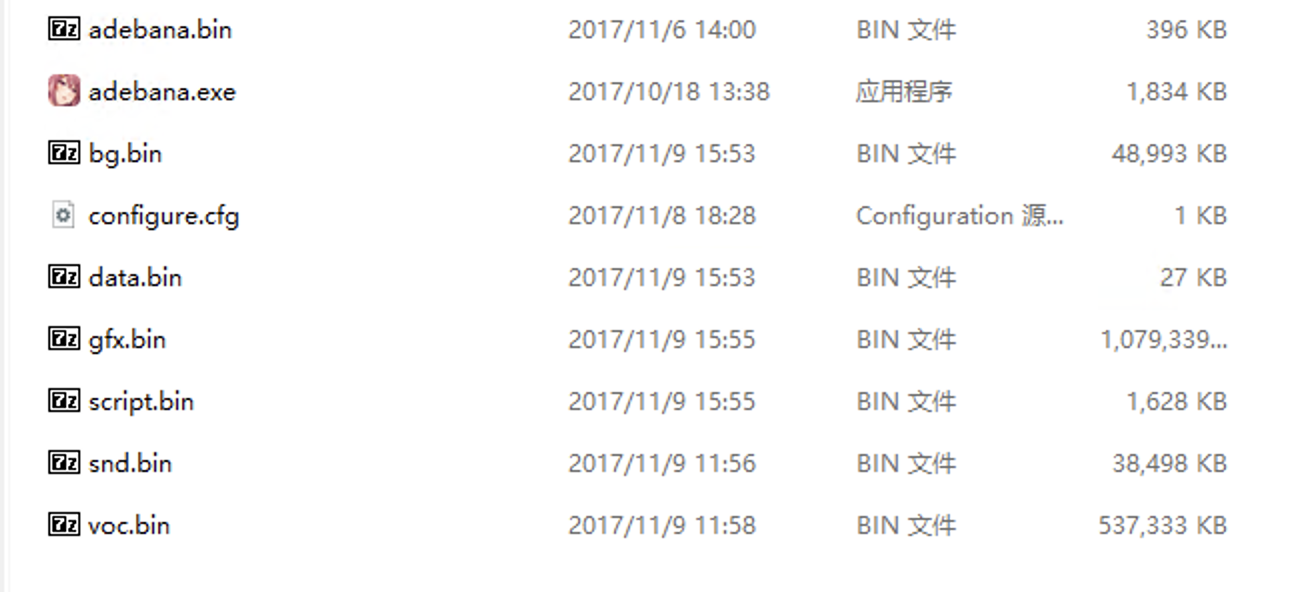 adebana.bin 2017/11/6 14:00 BIN 文件 396 KB
adebana.exe 2017/10/18 13:38 应用程序 1,834 KB
bg.bin 2017/11/9 15:53 BIN 文件 48,993 KB
configure.cfg 2017/11/8 18:28 Configuration 源... 1 KB
data.bin 2017/11/9 15:53 BIN 文件 27 KB
gfx.bin 2017/11/9 15:55 BIN 文件 1,079,339...
script.bin 2017/11/9 15:55 BIN 文件 1,628 KB
snd.bin 2017/11/9 11:56 BIN 文件 38,498 KB
voc.bin 2017/11/9 11:58 BIN 文件 537,333 KB